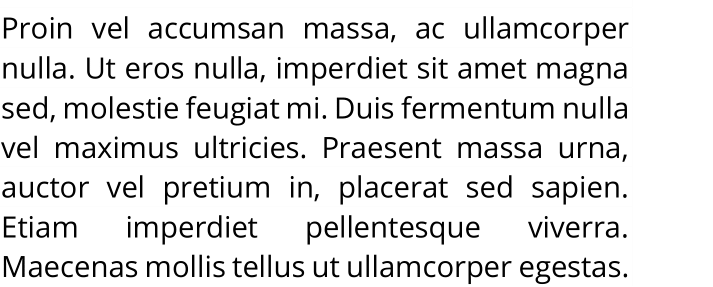 Proin vel accumsan massa, ac ullamcorper
nulla. Ut eros nulla, imperdiet sit amet magna
sed, molestie feugiat mi. Duis fermentum nulla
vel maximus ultricies. Praesent massa urna,
auctor vel pretium in, placerat sed sapien.
Etiam imperdiet pellentesque viverra.
Maecenas mollis tellus ut ullamcorper egestas.